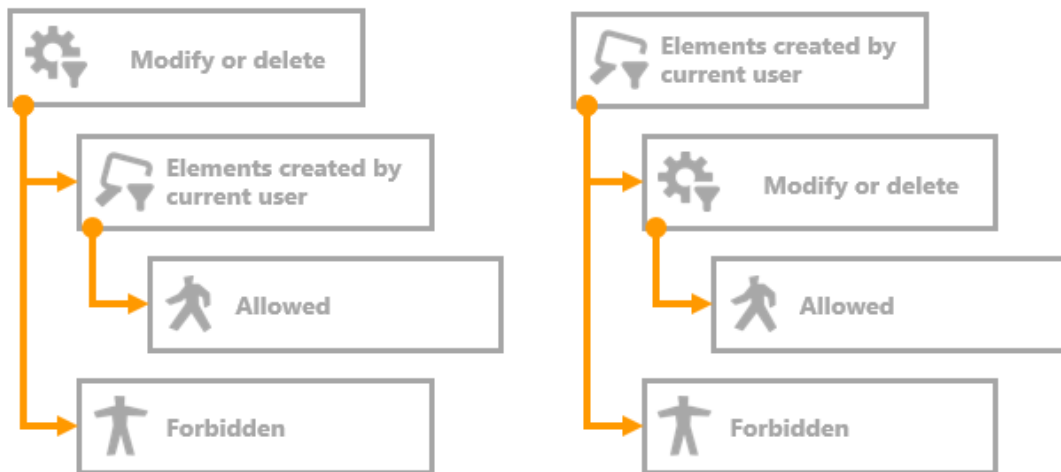 Modify or delete
Elements created by
current user
Allowed
Forbidden
Elements created by
current user
Modify or delete
Allowed
Forbidden